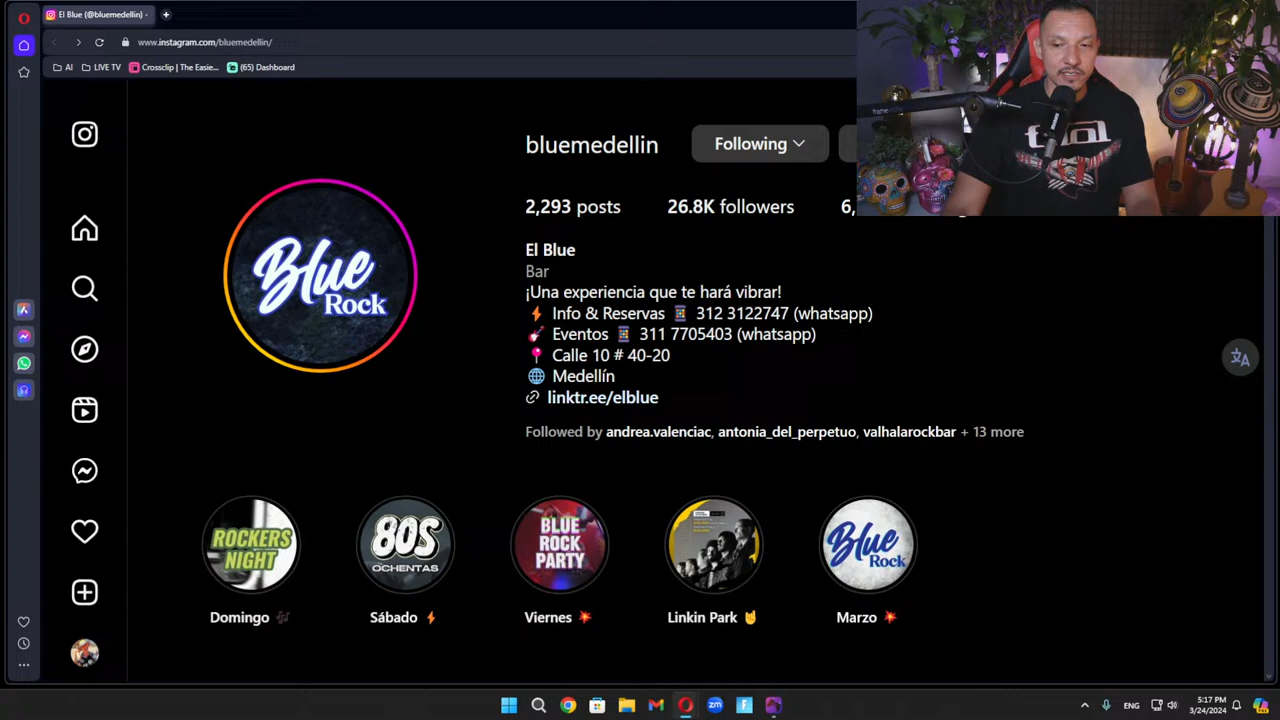 El Blue (@bluemedellin) •
www.instagram.com/bluemedellin/
AI
LIVE TV
Crossclip | The Easie...
(65) Dashboard
frame
TOOL
bluemedellin
Following
2,293 posts
26.8K followers
6,
El Blue
Bar
¡Una experiencia que te hará vibrar!
Info & Reservas 312 3122747 (whatsapp)
Eventos 311 7705403 (whatsapp)
Calle 10 # 40-20
Medellín
linktr.ee/elblue
Followed by andrea.valenciac, antonia_del_perpetuo, valhalarockbar + 13 more
Blue
Rock
ROCKERS
NIGHT
80S
OCHENTAS
BLUE
ROCK
PARTY
Blue
Rock
Domingo
Sábado
Viernes
Linkin Park
Marzo
zm
ENG
5:17 PM
3/24/2024